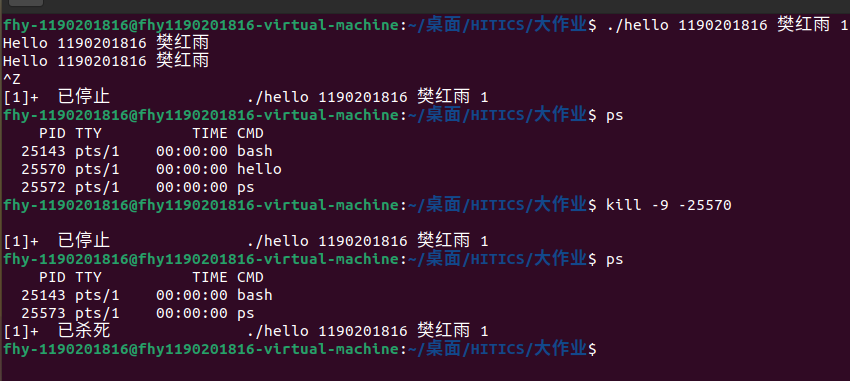 fhy-1190201816@fhy1190201816-virtual-machine:~/桌面/HITICS/大作业$ ./hello 1190201816 樊红雨 1
Hello 1190201816 樊红雨
Hello 1190201816 樊红雨
^Z
[1]+  已停止               ./hello 1190201816 樊红雨 1
fhy-1190201816@fhy1190201816-virtual-machine:~/桌面/HITICS/大作业$ ps
    PID TTY          TIME CMD
  25143 pts/1    00:00:00 bash
  25570 pts/1    00:00:00 hello
  25572 pts/1    00:00:00 ps
fhy-1190201816@fhy1190201816-virtual-machine:~/桌面/HITICS/大作业$ kill -9 -25570
[1]+  已停止               ./hello 1190201816 樊红雨 1
fhy-1190201816@fhy1190201816-virtual-machine:~/桌面/HITICS/大作业$ ps
    PID TTY          TIME CMD
  25143 pts/1    00:00:00 bash
  25573 pts/1    00:00:00 ps
[1]+  已杀死               ./hello 1190201816 樊红雨 1
fhy-1190201816@fhy1190201816-virtual-machine:~/桌面/HITICS/大作业$